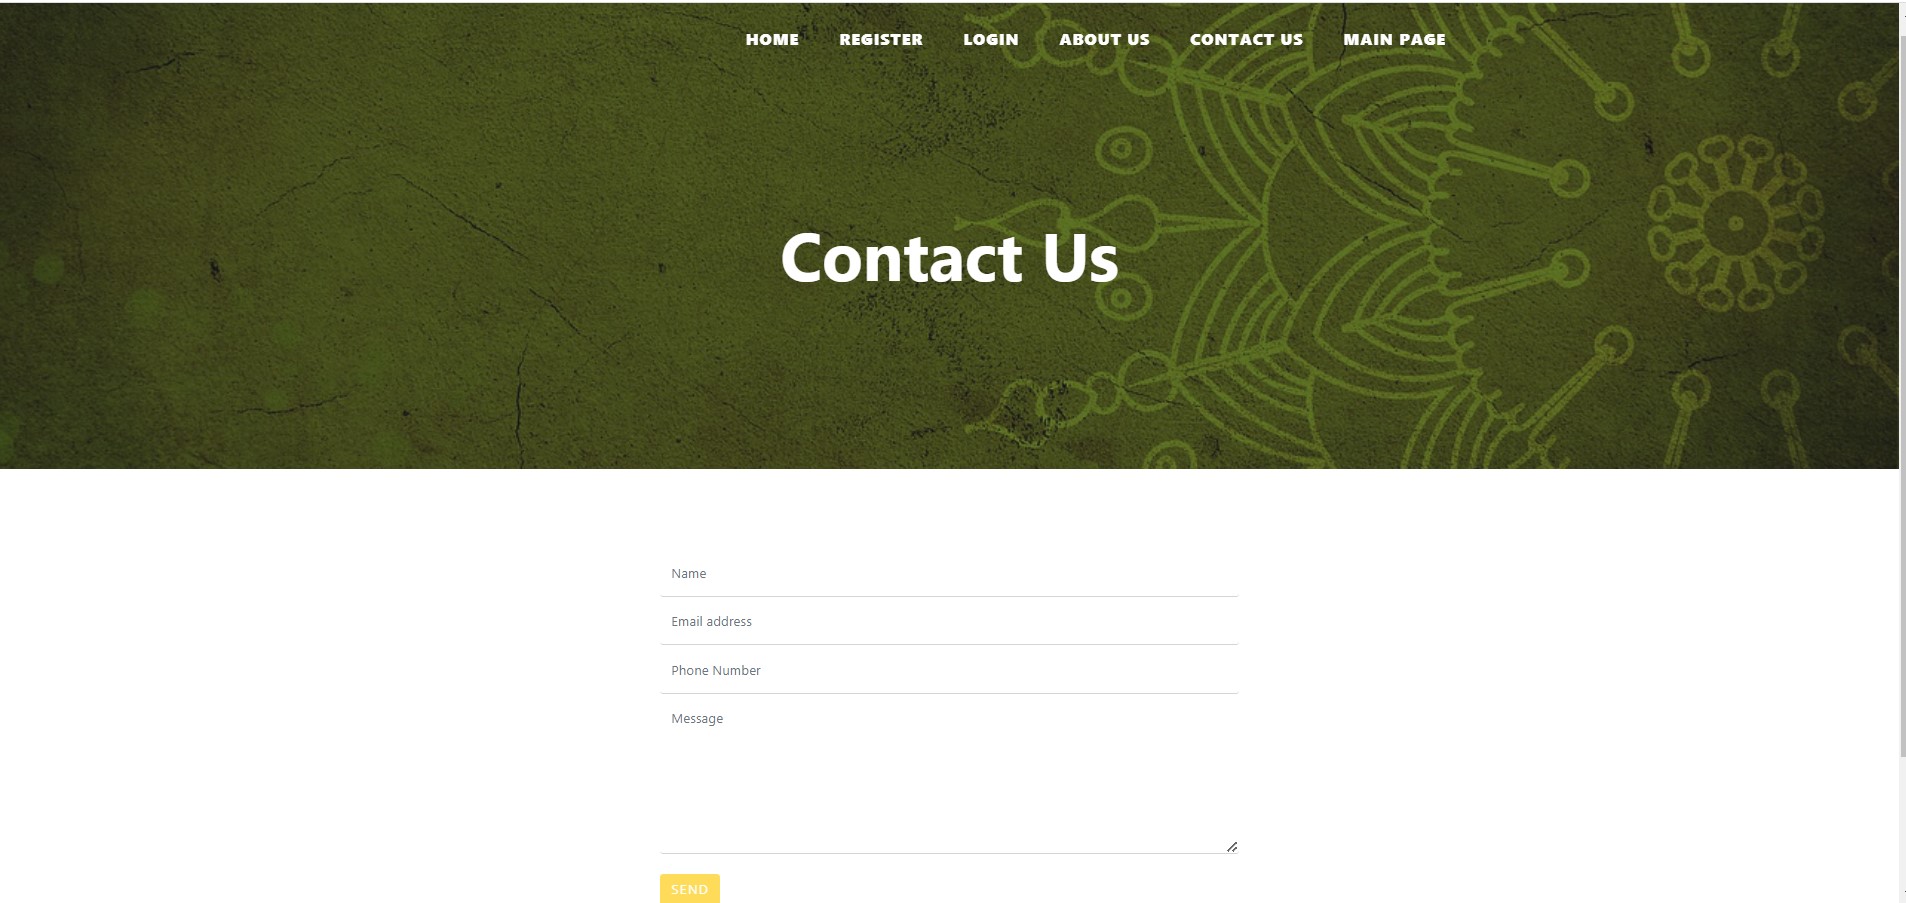 HOME REGISTER LOGIN ABOUT US CONTACT US MAIN PAGE
Contact Us
Name
Email address
Phone Number
Message
SEND